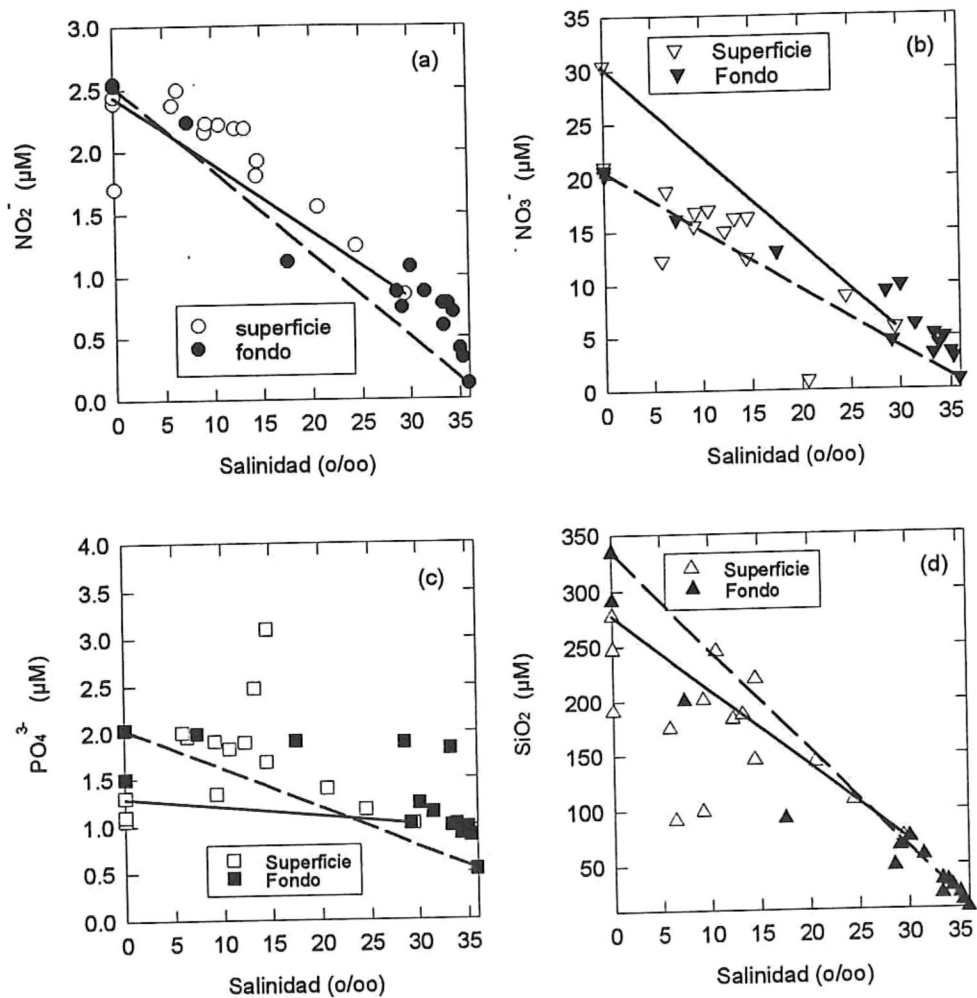 (a)
3.0
2.5
2.0
1.5
1.0
0.5
0.0
NO₂⁻ (µM)
superficie
fondo
0 5 10 15 20 25 30 35
Salinidad (o/oo)
(b)
35
30
25
20
15
10
5
0
NO₃⁻ (µM)
Superficie
Fondo
0 5 10 15 20 25 30 35
Salinidad (o/oo)
(c)
4.0
3.5
3.0
2.5
2.0
1.5
1.0
0.5
0.0
PO₄³⁻ (µM)
Superficie
Fondo
0 5 10 15 20 25 30 35
Salinidad (o/oo)
(d)
350
300
250
200
150
100
50
SiO₂ (µM)
Superficie
Fondo
0 5 10 15 20 25 30 35
Salinidad (o/oo)